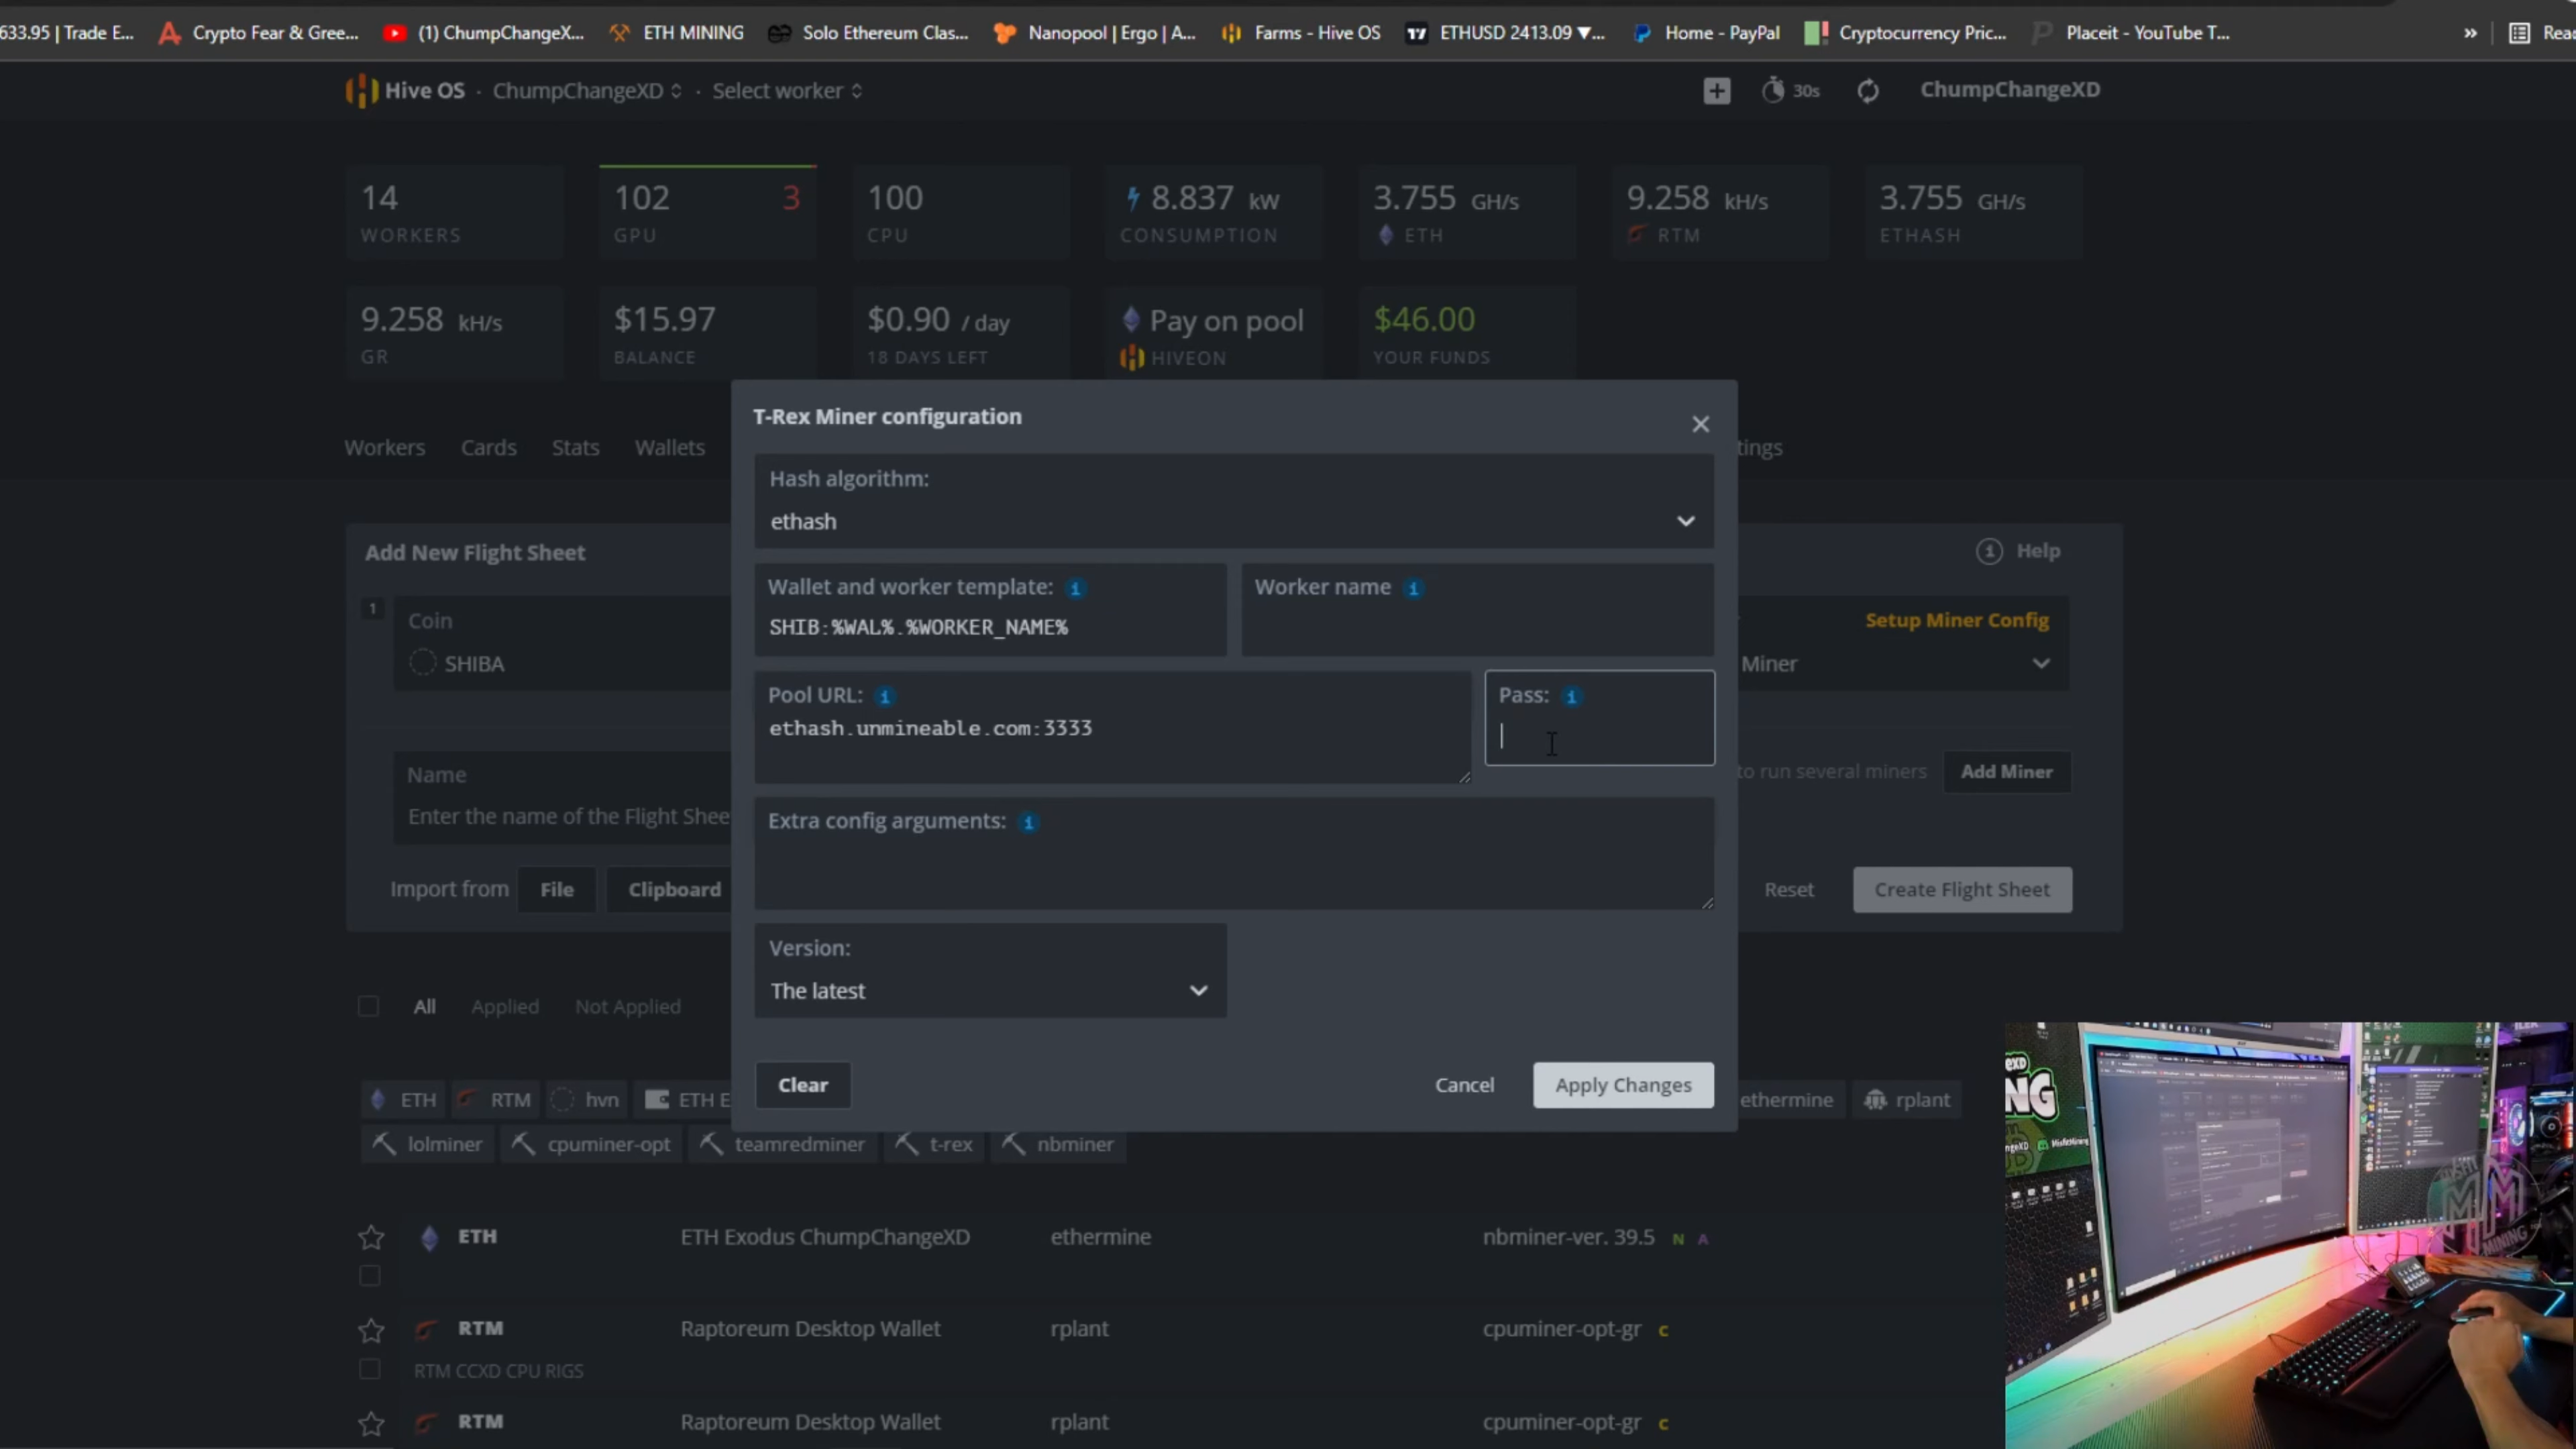 633.95 | Trade E... Crypto Fear & Gree... (1) ChumpChangeX... ETH MINING Solo Ethereum Clas... Nanopool | Ergo | A... Farms - Hive OS ETHUSD 2413.09 ▼... Home - PayPal Cryptocurrency Pric... Placeit - YouTube T... » Read
Hive OS · ChumpChangeXD · Select worker 30s ChumpChangeXD
14 102 3 100 8.837 kW 3.755 GH/s 9.258 kH/s 3.755 GH/s
WORKERS GPU CPU CONSUMPTION ETH RTM ETHASH
9.258 kH/s $15.97 $0.90 / day Pay on pool $46.00
GR BALANCE 18 DAYS LEFT HIVEON YOUR FUNDS
T-Rex Miner configuration
Workers Cards Stats Wallets tings
Hash algorithm:
ethash
Add New Flight Sheet Help
Wallet and worker template: Worker name
SHIB:%WAL%.%WORKER_NAME%
1 Coin Setup Miner Config
SHIBA Miner
Pool URL: Pass:
ethash.unmineable.com:3333
Name to run several miners Add Miner
Enter the name of the Flight Shee
Extra config arguments:
Import from File Clipboard Reset Create Flight Sheet
Version:
The latest
All Applied Not Applied
Clear Cancel Apply Changes
ETH RTM hvn ETH E ethermine rplant
lolminer cpuminer-opt teamredminer t-rex nbminer
ETH ETH Exodus ChumpChangeXD ethermine nbminer-ver. 39.5 N A
RTM Raptoreum Desktop Wallet rplant cpuminer-opt-gr C
RTM CCXD CPU RIGS
RTM Raptoreum Desktop Wallet rplant cpuminer-opt-gr C
NG
MM
MINING